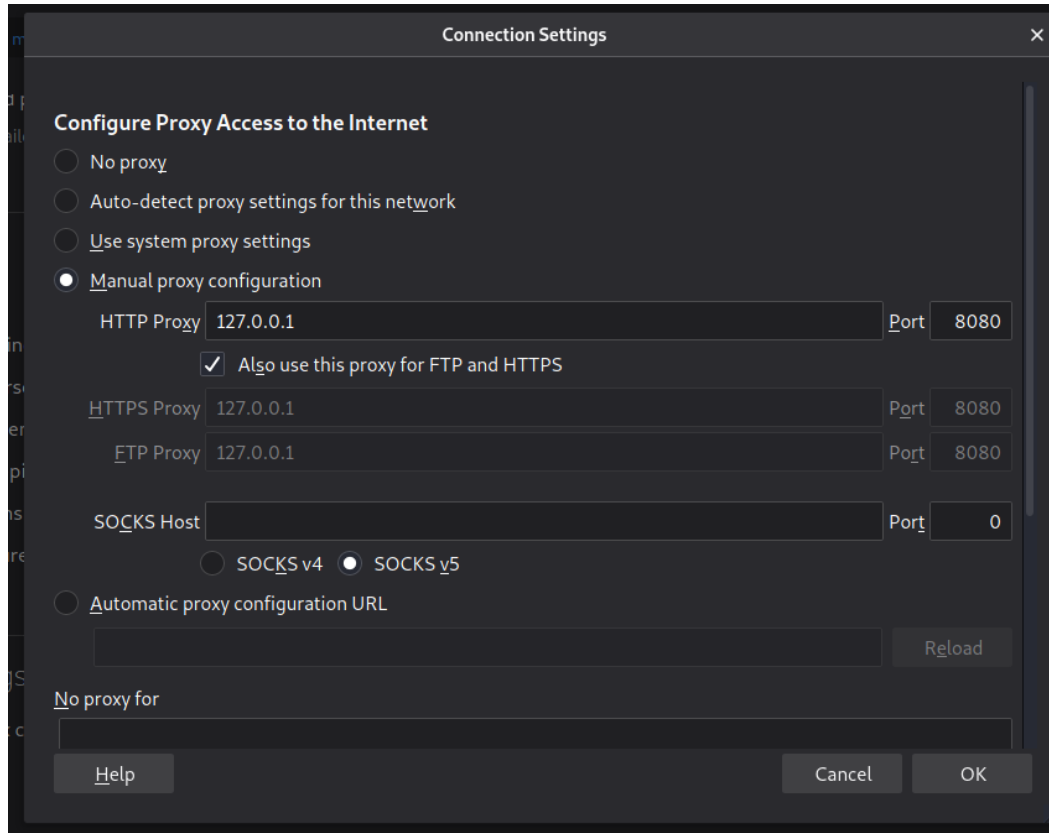 Connection Settings
Configure Proxy Access to the Internet
No proxy
Auto-detect proxy settings for this network
Use system proxy settings
Manual proxy configuration
HTTP Proxy 127.0.0.1 Port 8080
Also use this proxy for FTP and HTTPS
HTTPS Proxy 127.0.0.1 Port 8080
FTP Proxy 127.0.0.1 Port 8080
SOCKS Host Port 0
SOCKS v4 SOCKS v5
Automatic proxy configuration URL
Reload
No proxy for
Help Cancel OK